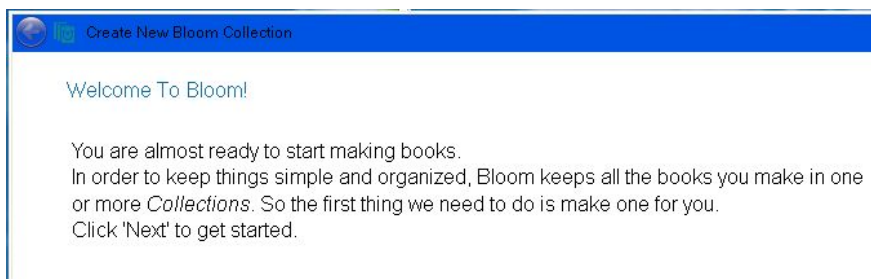 Create New Bloom Collection
Welcome To Bloom!
You are almost ready to start making books.
In order to keep things simple and organized, Bloom keeps all the books you make in one
or more Collections. So the first thing we need to do is make one for you.
Click 'Next' to get started.